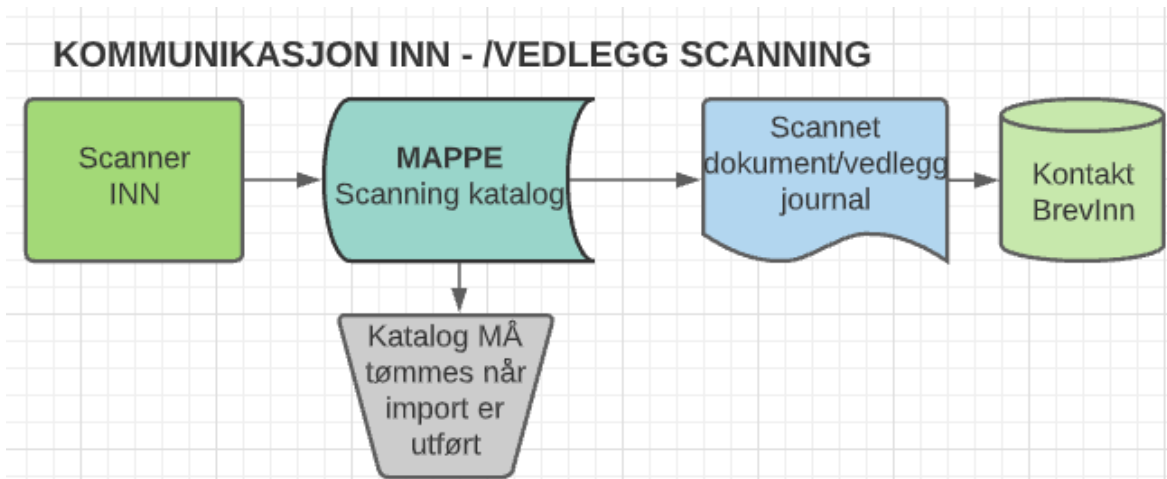 KOMMUNIKASJON INN - /VEDLEGG SCANNING
Scanner
INN
MAPPE
Scanning katalog
Scannet
dokument/vedlegg
journal
Kontakt
BrevInn
Katalog MÅ
tømmes når
import er
utført